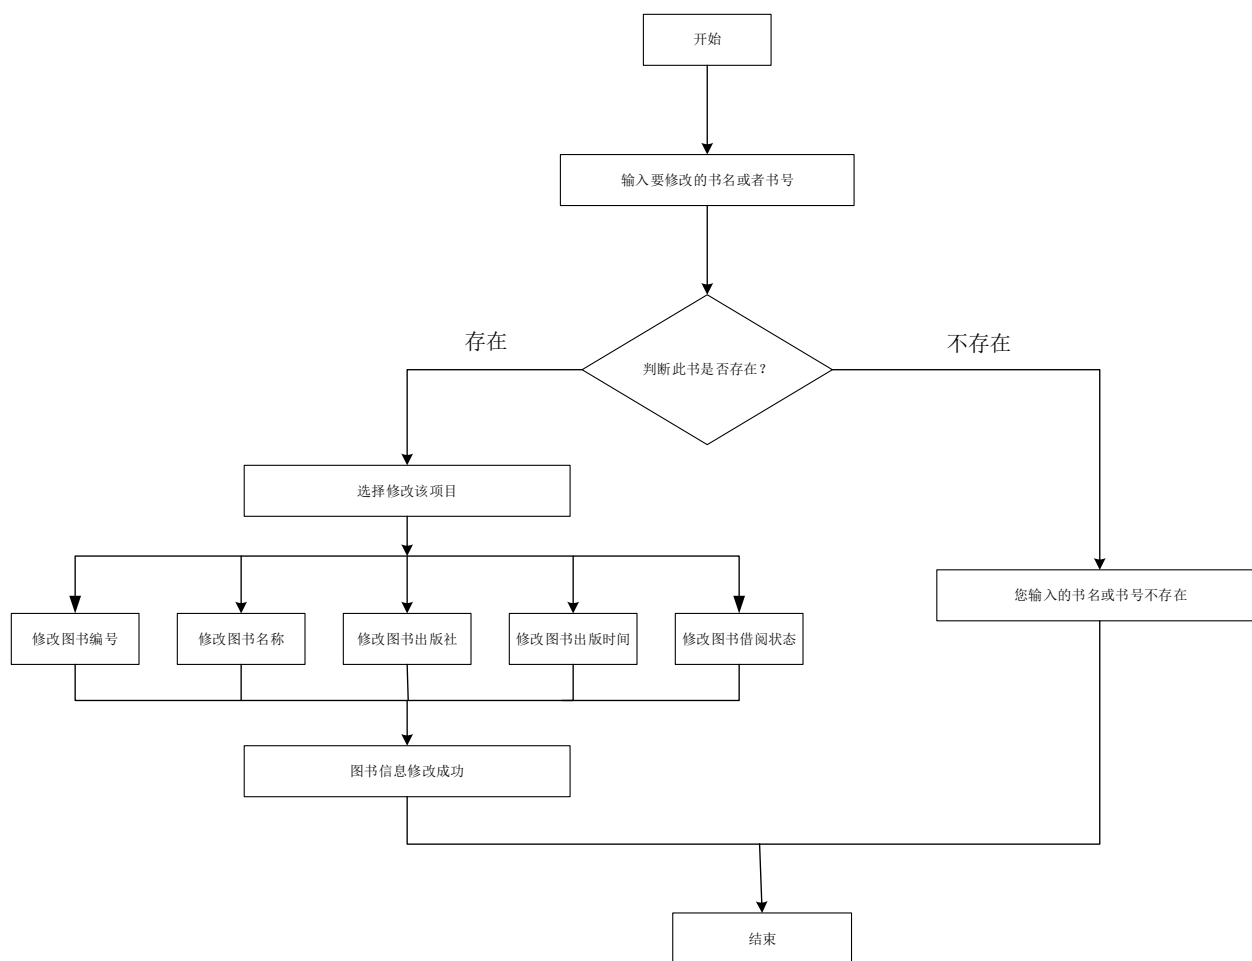 开始
输入要修改的书名或者书号
存在
不存在
判断此书是否存在？
选择修改该项目
您输入的书名或书号不存在
修改图书编号
修改图书名称
修改图书出版社
修改图书出版时间
修改图书借阅状态
图书信息修改成功
结束